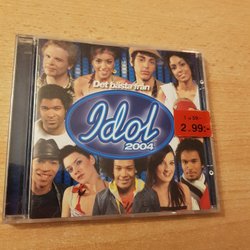 Det bästa från
Idol
2004
2.99:-